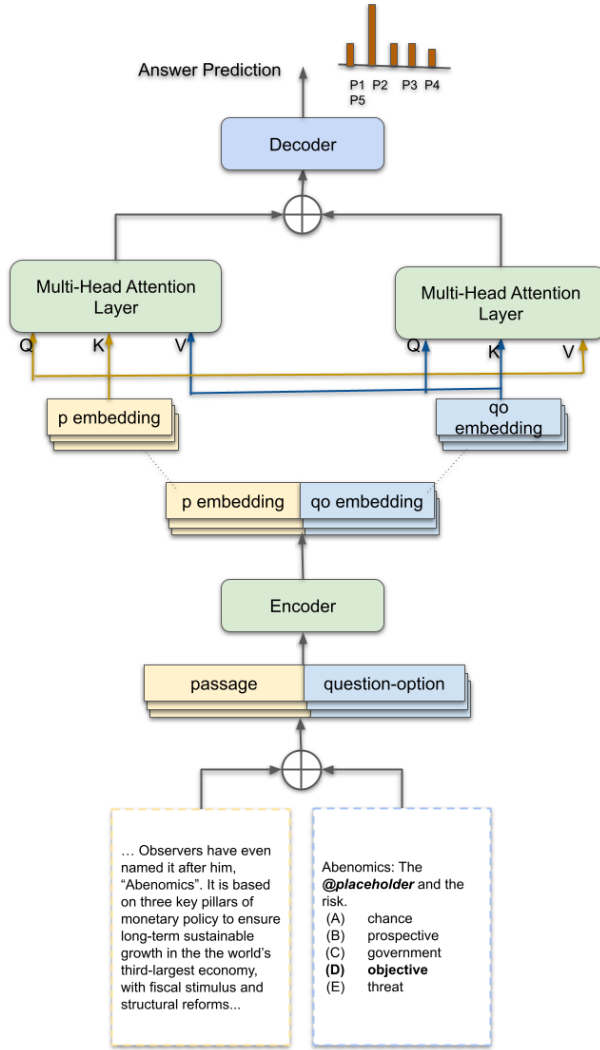 Answer Prediction
P1 P2 P3 P4
P5
Decoder
Multi-Head Attention
Layer
Multi-Head Attention
Layer
Q K V
Q K V
p embedding
qo
embedding
p embedding qo embedding
Encoder
passage question-option
… Observers have even
named it after him,
“Abenomics”. It is based
on three key pillars of
monetary policy to ensure
long-term sustainable
growth in the the world’s
third-largest economy,
with fiscal stimulus and
structural reforms...
Abenomics: The
@placeholder and the
risk.
(A) chance
(B) prospective
(C) government
(D) objective
(E) threat